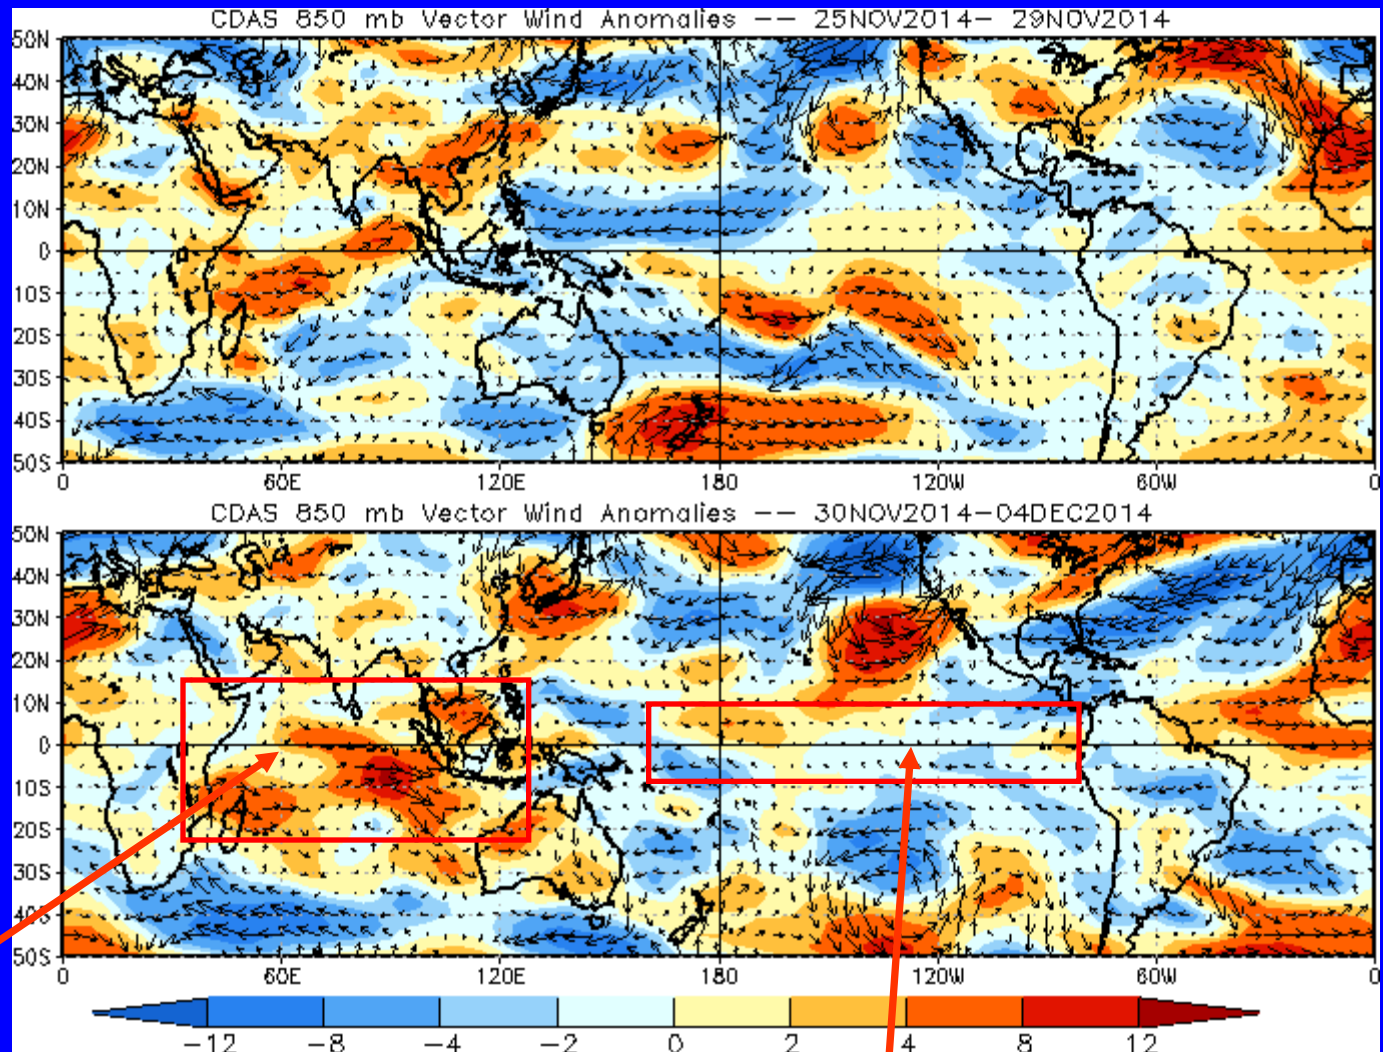 CDAS 850 mb Vector Wind Anomalies -- 25NOV2014- 29NOV2014
50N
40N
30N
20N
10N
0
10S
20S
30S
40S
50S
0 60E 120E 180 120W 60W 0
CDAS 850 mb Vector Wind Anomalies -- 30NOV2014-04DEC2014
50N
40N
30N
20N
10N
0
10S
20S
30S
40S
50S
0 60E 120E 180 120W 60W 0
-12 -8 -4 -2 0 2 4 8 12